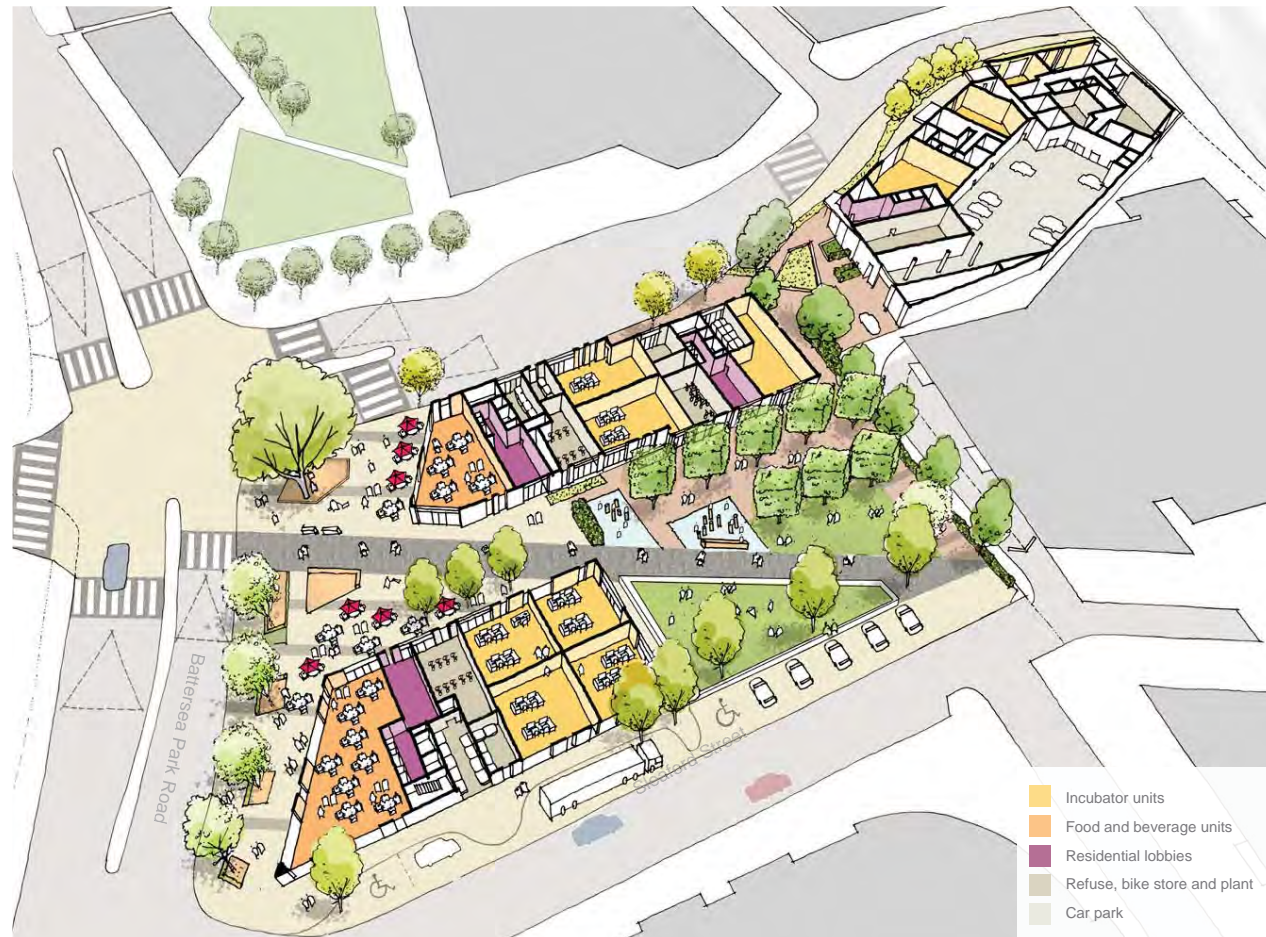 Battersea Park Road
Sleaford Street
Incubator units
Food and beverage units
Residential lobbies
Refuse, bike store and plant
Car park